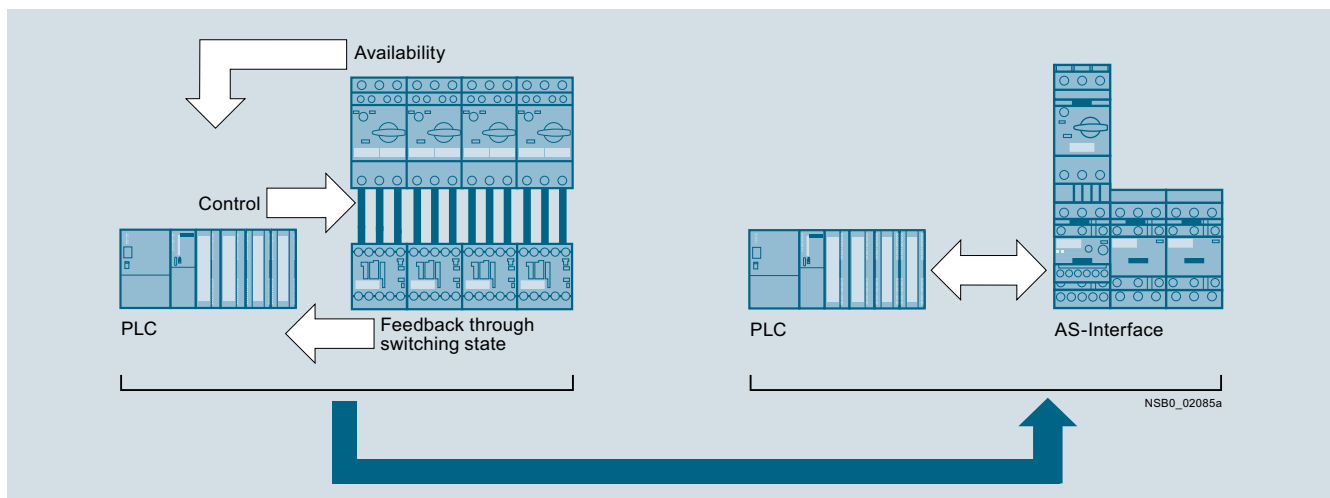 Availability
Control
PLC
Feedback through
switching state
PLC
AS-Interface
NSB0_02085a